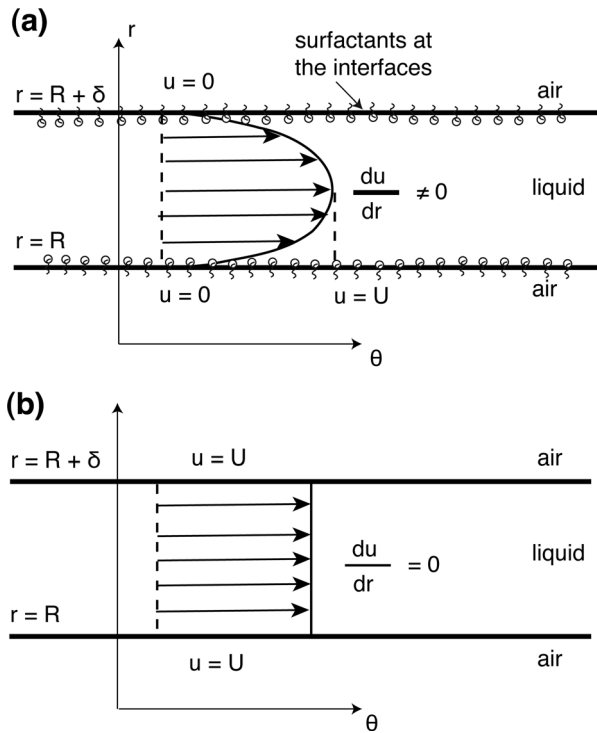 (a)
r
surfactants at
the interfaces
u = 0
air
r = R + δ
du
dr
≠ 0
liquid
r = R
u = 0
u = U
air
θ
(b)
r = R + δ
u = U
air
du
dr
= 0
liquid
r = R
u = U
air
θ